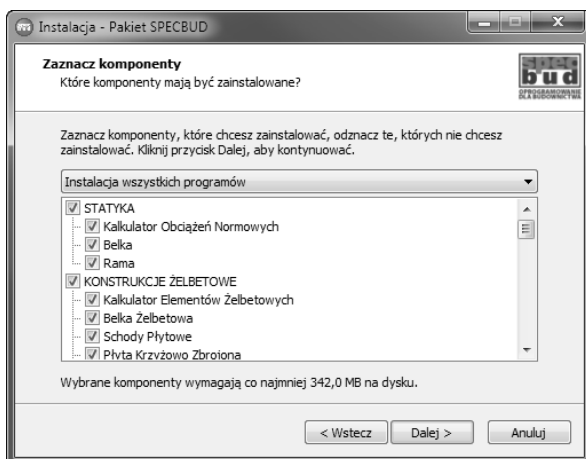 Instalacja - Pakiet SPECBUD
Zaznacz komponenty
Które komponenty mają być zainstalowane?
spec
bud
OPROGRAMOWANIE
DLA BUDOWNICTWA
Zaznacz komponenty, które chcesz zainstalować, odznacz te, których nie chcesz
zainstalować. Kliknij przycisk Dalej, aby kontynuować.
Instalacja wszystkich programów
STATYKA
Kalkulator Obciążeń Normowych
Belka
Rama
KONSTRUKCJE ŻELBETOWE
Kalkulator Elementów Żelbetowych
Belka Żelbetowa
Schody Płytowe
Płyta Krzyżowo Zbrojona
Wybrane komponenty wymagają co najmniej 342,0 MB na dysku.
< Wstecz
Dalej >
Anuluj